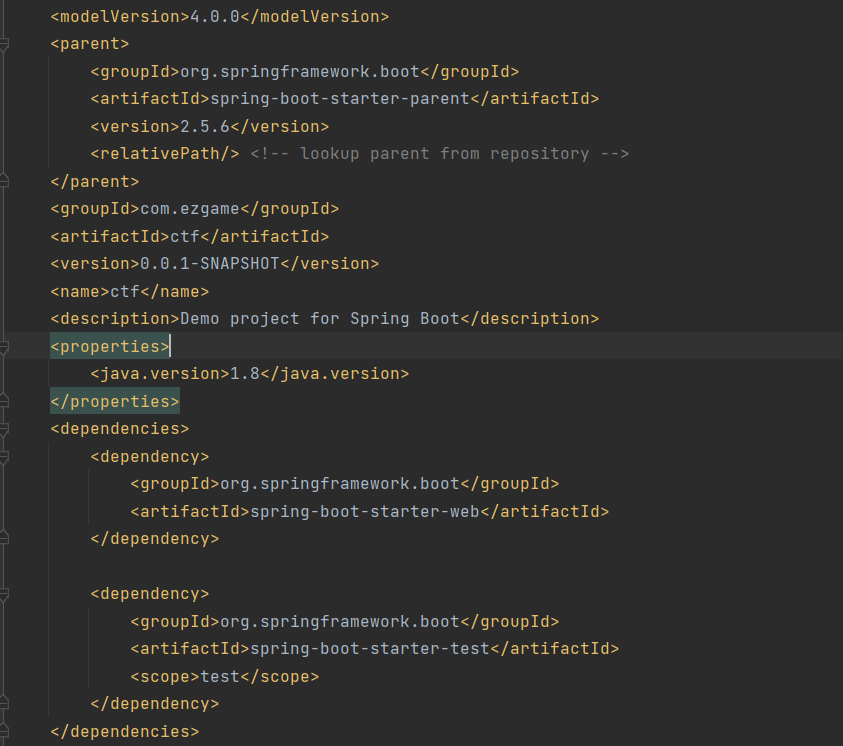 <modelVersion>4.0.0</modelVersion>
<parent>
<groupId>org.springframework.boot</groupId>
<artifactId>spring-boot-starter-parent</artifactId>
<version>2.5.6</version>
<relativePath/> <!-- lookup parent from repository -->
</parent>
<groupId>com.ezgame</groupId>
<artifactId>ctf</artifactId>
<version>0.0.1-SNAPSHOT</version>
<name>ctf</name>
<description>Demo project for Spring Boot</description>
<properties>
<java.version>1.8</java.version>
</properties>
<dependencies>
<dependency>
<groupId>org.springframework.boot</groupId>
<artifactId>spring-boot-starter-web</artifactId>
</dependency>
<dependency>
<groupId>org.springframework.boot</groupId>
<artifactId>spring-boot-starter-test</artifactId>
<scope>test</scope>
</dependency>
</dependencies>